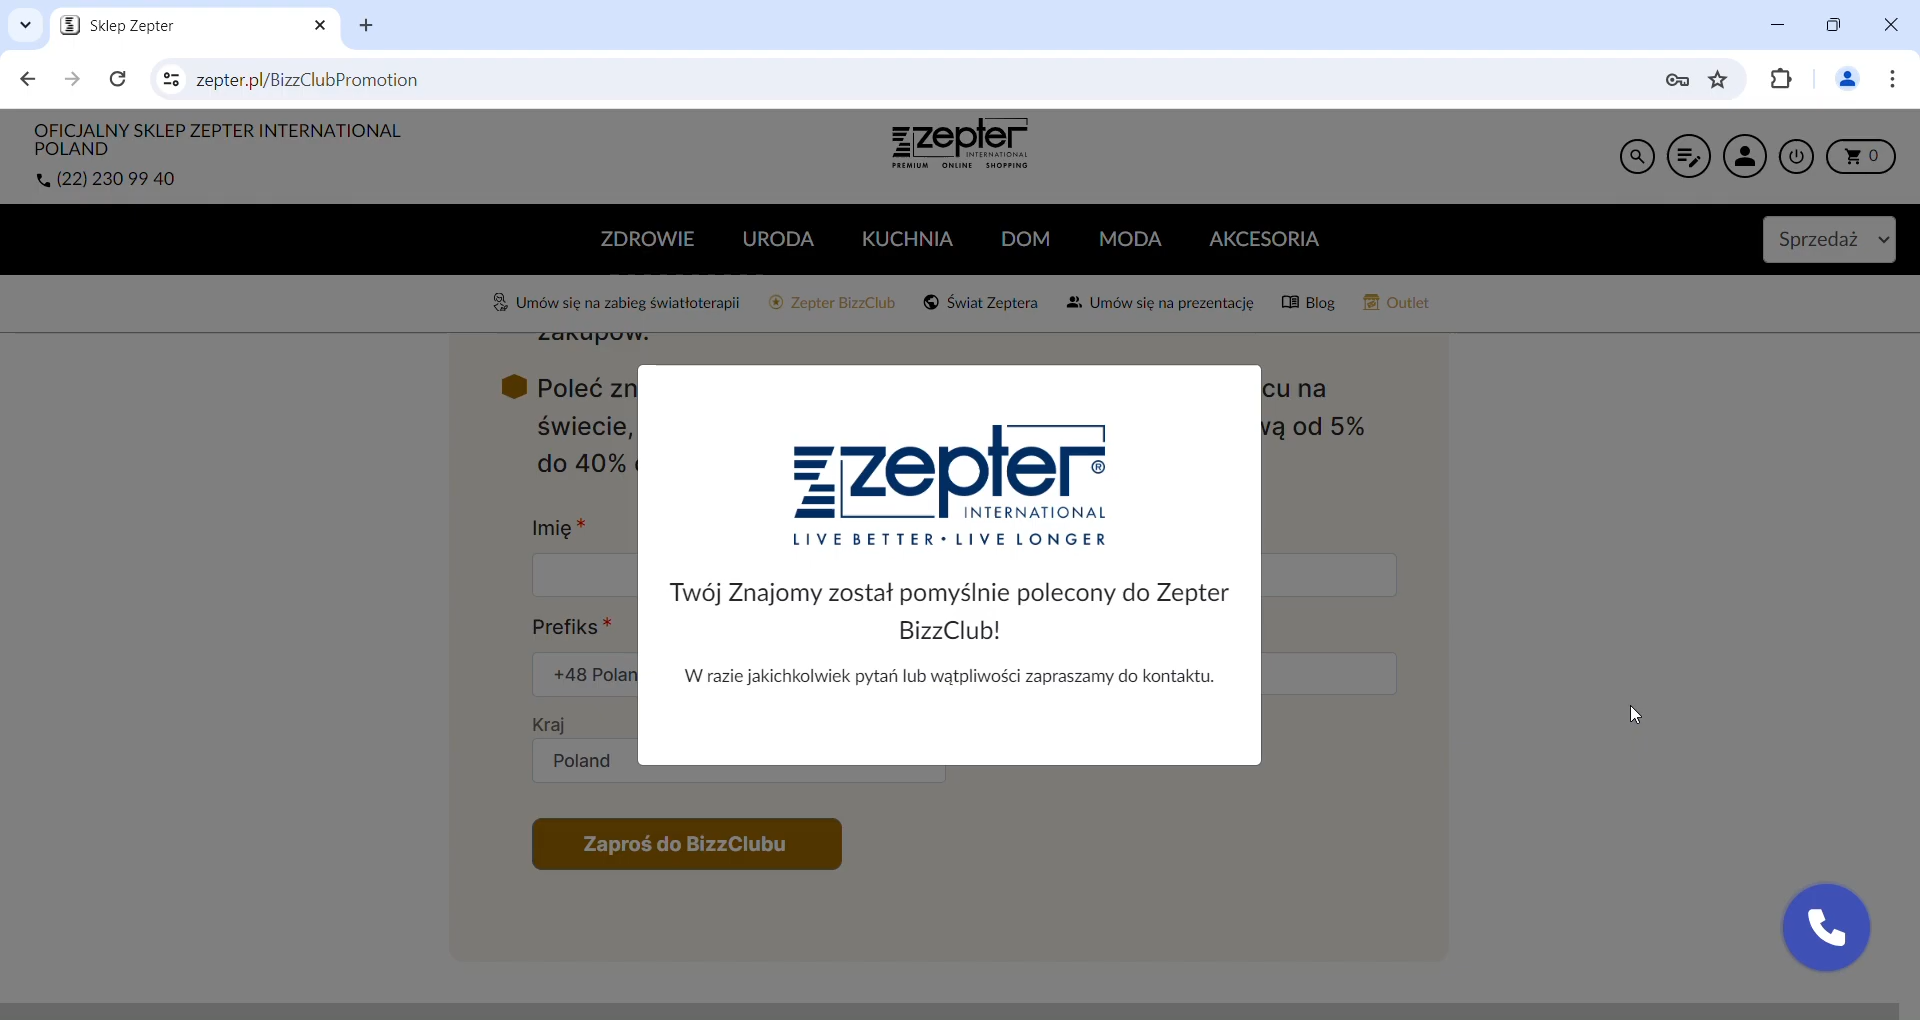 Sklep Zepter
zepter.pl/BizzClubPromotion
OFICJALNY SKLEP ZEPTER INTERNATIONAL
POLAND
(22) 230 99 40
zepter
INTERNATIONAL
PREMIUM ONLINE SHOPPING
0
ZDROWIE URODA KUCHNIA DOM MODA AKCESORIA
Sprzedaż
Umów się na zabieg światłoterapii Zepter BizzClub Świat Zeptera Umów się na prezentację Blog Outlet
zakupów.
Poleć zn cu na
świecie, wą od 5%
do 40%
zepter®
INTERNATIONAL
LIVE BETTER • LIVE LONGER
Imię *
Twój Znajomy został pomyślnie polecony do Zepter
BizzClub!
Prefiks *
+48 Polan
W razie jakichkolwiek pytań lub wątpliwości zapraszamy do kontaktu.
Kraj
Poland
Zaproś do BizzClubu